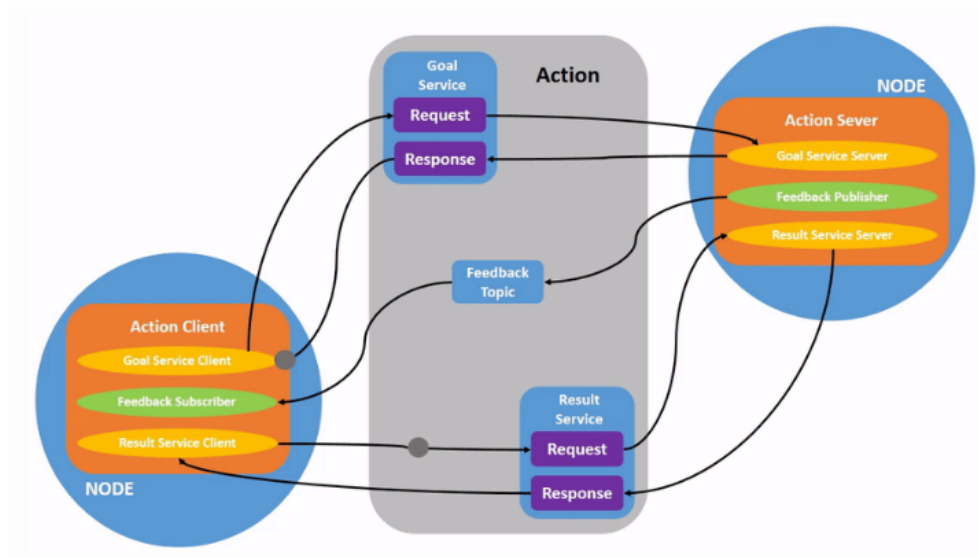 Goal
Service
Request
Response
Action
NODE
Action Sever
Goal Service Server
Feedback Publisher
Result Service Server
Feedback
Topic
Action Client
Goal Service Client
Feedback Subscriber
Result Service Client
NODE
Result
Service
Request
Response